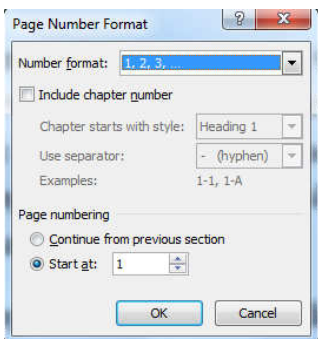 Page Number Format
Number format: 1, 2, 3, ...
Include chapter number
Chapter starts with style: Heading 1
Use separator: - (hyphen)
Examples: 1-1, 1-A
Page numbering
Continue from previous section
Start at: 1
OK Cancel